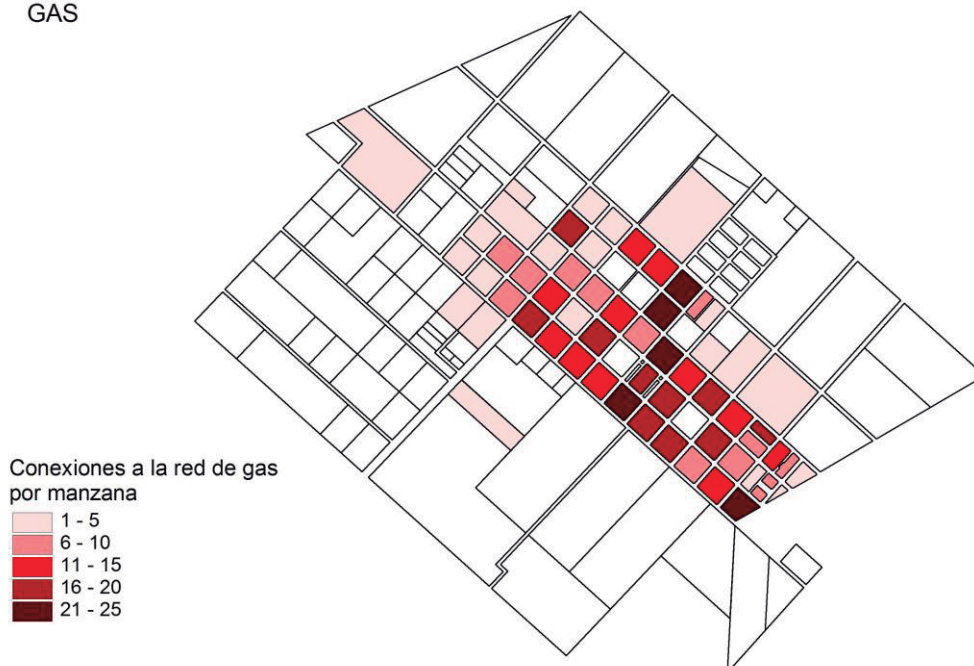 GAS
Conexiones a la red de gas
por manzana
1 - 5
6 - 10
11 - 15
16 - 20
21 - 25